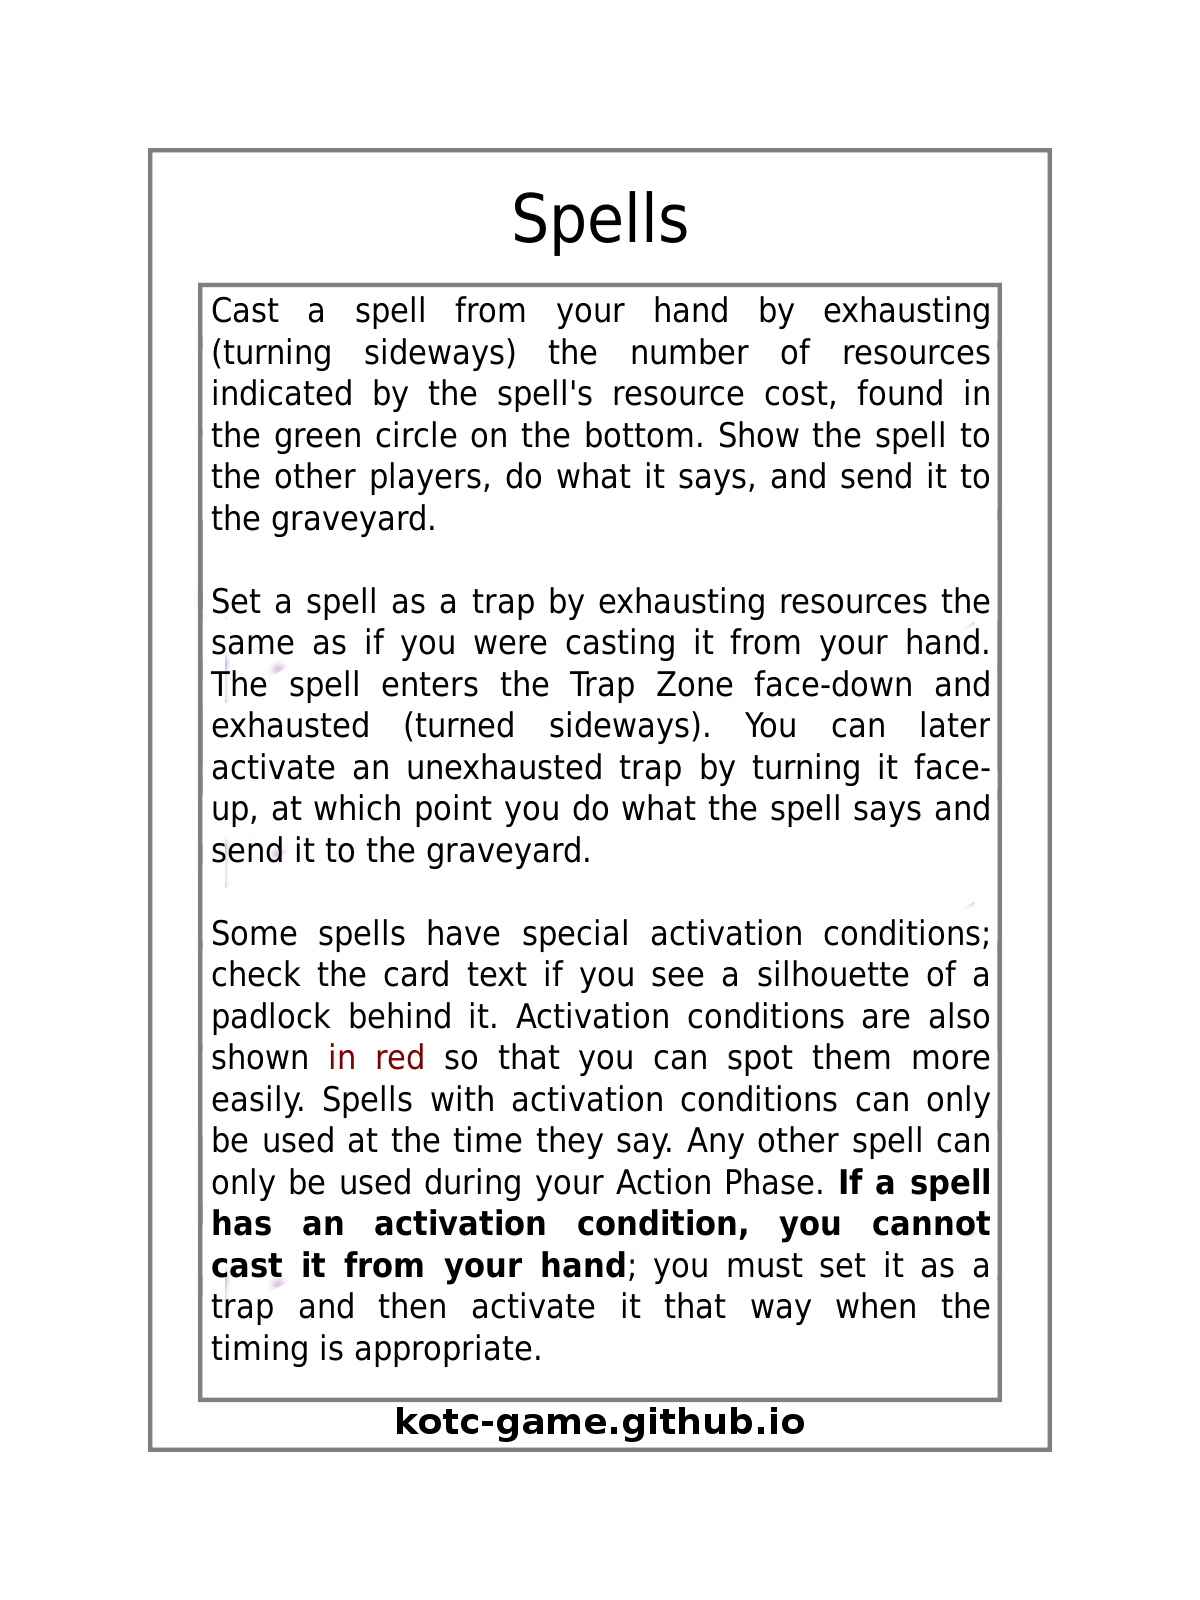 Spells
Cast a spell from your hand by exhausting
(turning sideways) the number of resources
indicated by the spell's resource cost, found in
the green circle on the bottom. Show the spell to
the other players, do what it says, and send it to
the graveyard.
Set a spell as a trap by exhausting resources the
same as if you were casting it from your hand.
The spell enters the Trap Zone face-down and
exhausted (turned sideways). You can later
activate an unexhausted trap by turning it face-
up, at which point you do what the spell says and
send it to the graveyard.
Some spells have special activation conditions;
check the card text if you see a silhouette of a
padlock behind it. Activation conditions are also
shown in red so that you can spot them more
easily. Spells with activation conditions can only
be used at the time they say. Any other spell can
only be used during your Action Phase. If a spell
has an activation condition, you cannot
cast it from your hand; you must set it as a
trap and then activate it that way when the
timing is appropriate.
kotc-game.github.io